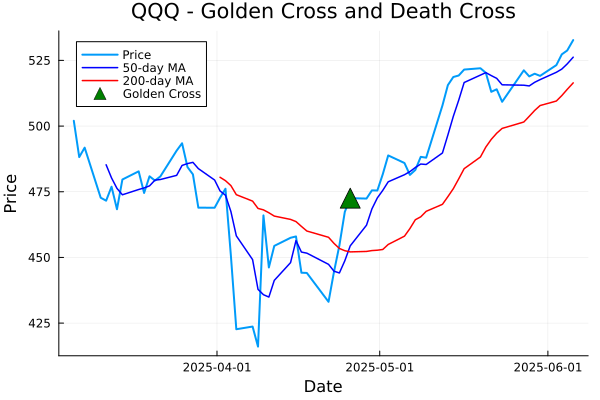 QQQ - Golden Cross and Death Cross
Price
50-day MA
200-day MA
Golden Cross
525
500
475
450
425
Price
2025-04-01
2025-05-01
2025-06-01
Date